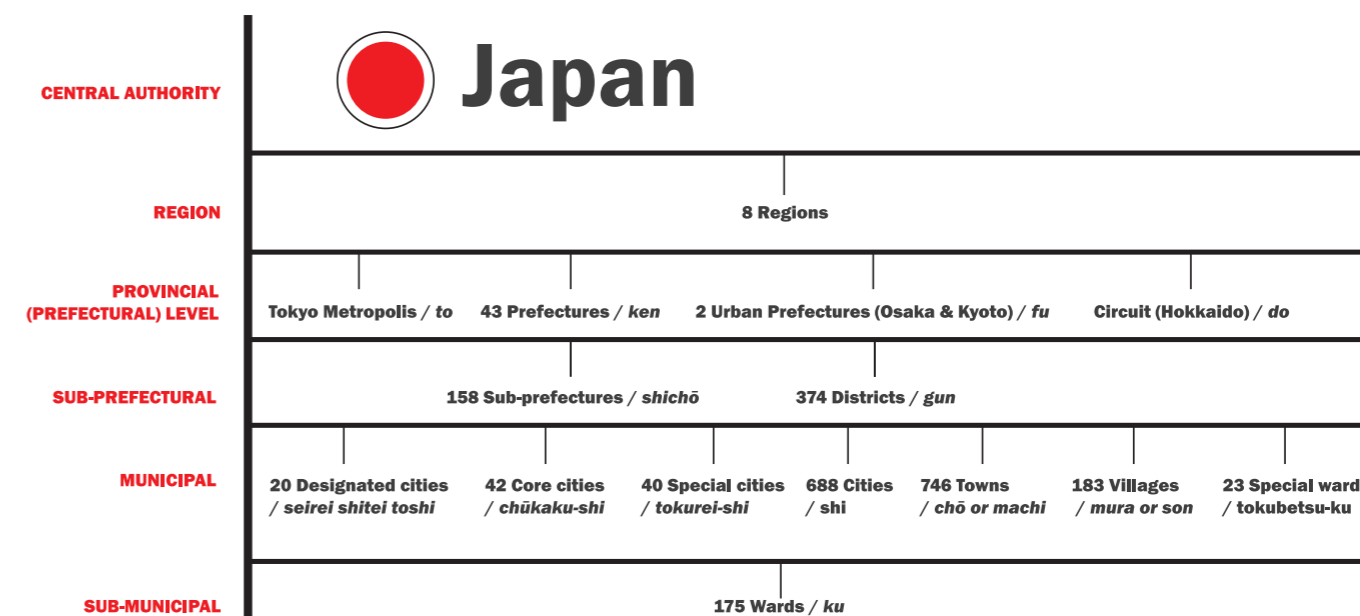 CENTRAL AUTHORITY
Japan
REGION
8 Regions
PROVINCIAL
(PREFECTURAL) LEVEL
Tokyo Metropolis / to
43 Prefectures / ken
2 Urban Prefectures (Osaka & Kyoto) / fu
Circuit (Hokkaido) / do
SUB-PREFECTURAL
158 Sub-prefectures / shichō
374 Districts / gun
MUNICIPAL
20 Designated cities
/ seirei shitei toshi
42 Core cities
/ chūkaku-shi
40 Special cities
/ tokurei-shi
688 Cities
/ shi
746 Towns
/ chō or machi
183 Villages
/ mura or son
23 Special ward
/ tokubetsu-ku
SUB-MUNICIPAL
175 Wards / ku